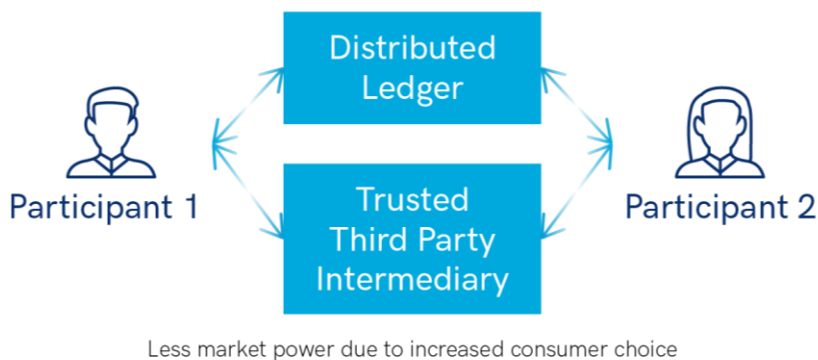 Distributed
Ledger
Participant 1
Participant 2
Trusted
Third Party
Intermediary
Less market power due to increased consumer choice